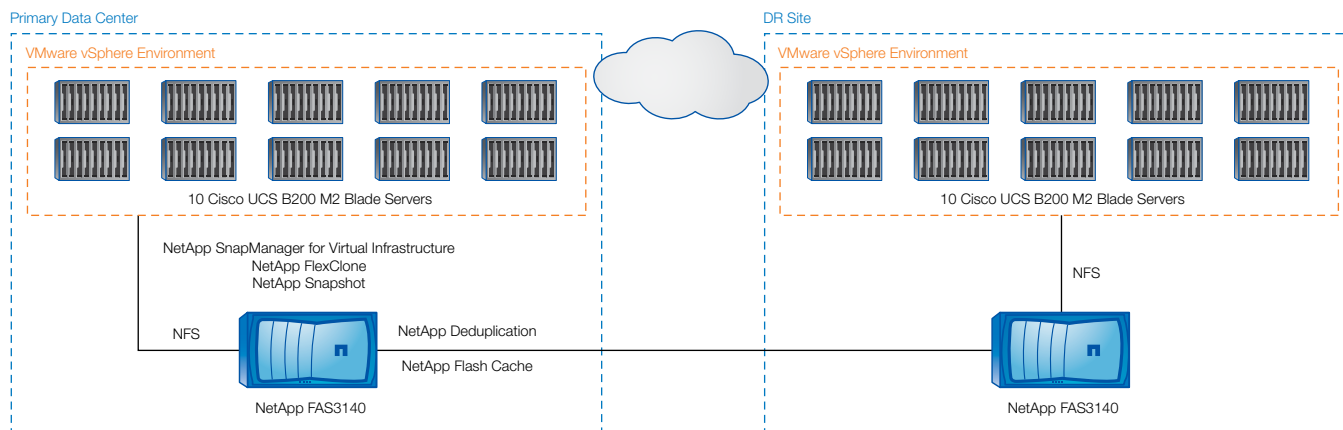 Primary Data Center
VMware vSphere Environment
10 Cisco UCS B200 M2 Blade Servers
NetApp SnapManager for Virtual Infrastructure
NetApp FlexClone
NetApp Snapshot
NFS
NetApp Deduplication
NetApp Flash Cache
NetApp FAS3140
DR Site
VMware vSphere Environment
10 Cisco UCS B200 M2 Blade Servers
NFS
NetApp FAS3140